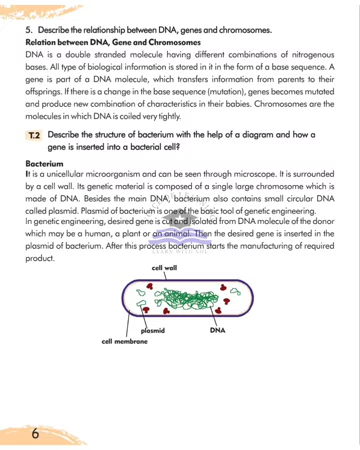 5. Describe the relationship between DNA, genes and chromosomes.
Relation between DNA, Gene and Chromosomes
DNA is a double stranded molecule having different combinations of nitrogenous
bases. All type of biological information is stored in it in the form of a base sequence. A
gene is part of a DNA molecule, which transfers information from parents to their
offsprings. If there is a change in the base sequence (mutation), genes becomes mutated
and produce new combination of characteristics in their babies. Chromosomes are the
molecules in which DNA is coiled very tightly.
T.2 Describe the structure of bacterium with the help of a diagram and how a
gene is inserted into a bacterial cell?
Bacterium
It is a unicellular microorganism and can be seen through microscope. It is surrounded
by a cell wall. Its genetic material is composed of a single large chromosome which is
made of DNA. Besides the main DNA, bacterium also contains small circular DNA
called plasmid. Plasmid of bacterium is one of the basic tool of genetic engineering.
In genetic engineering, desired gene is cut and isolated from DNA molecule of the donor
which may be a human, a plant or an animal. Then the desired gene is inserted in the
plasmid of bacterium. After this process bacterium starts the manufacturing of required
product.
cell wall
plasmid
DNA
cell membrane
6